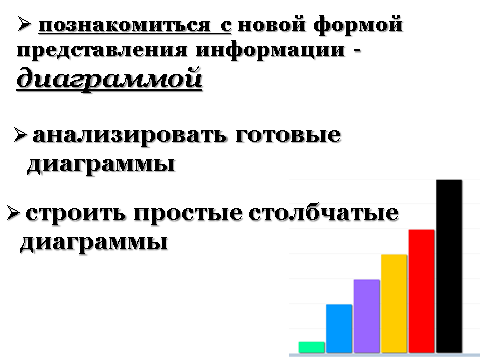 ➢ познакомиться с новой формой
представления информации -
диаграммой
➢ анализировать готовые
диаграммы
➢ строить простые столбчатые
диаграммы